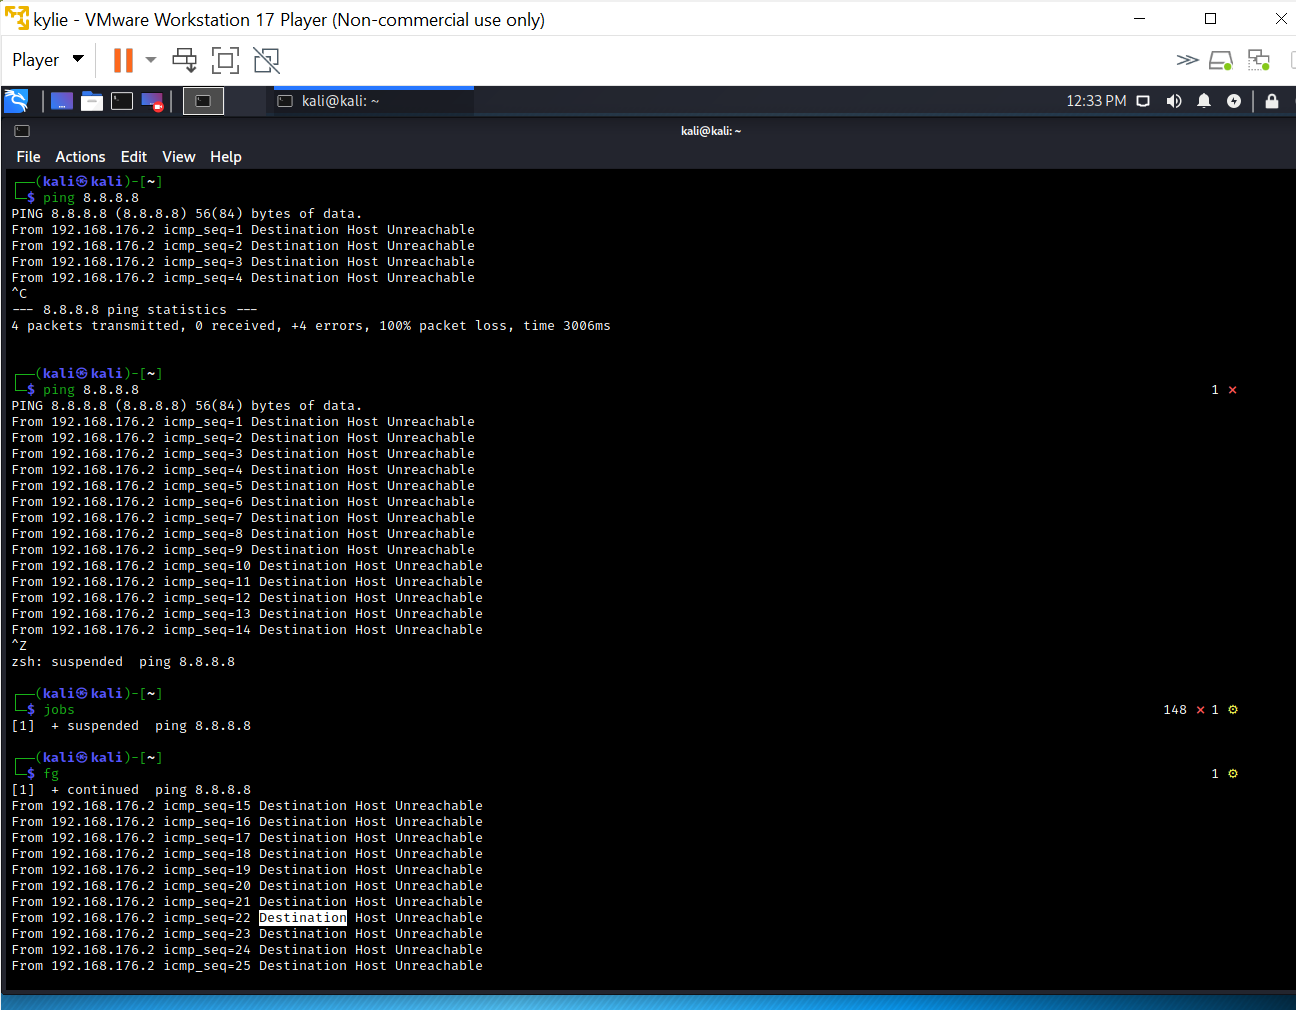 kylie - VMware Workstation 17 Player (Non-commercial use only)
Player
kali@kali: ~
12:33 PM
kali@kali: ~
File Actions Edit View Help
┌──(kali㉿kali)-[~]
└─$ ping 8.8.8.8
PING 8.8.8.8 (8.8.8.8) 56(84) bytes of data.
From 192.168.176.2 icmp_seq=1 Destination Host Unreachable
From 192.168.176.2 icmp_seq=2 Destination Host Unreachable
From 192.168.176.2 icmp_seq=3 Destination Host Unreachable
From 192.168.176.2 icmp_seq=4 Destination Host Unreachable
^C
--- 8.8.8.8 ping statistics ---
4 packets transmitted, 0 received, +4 errors, 100% packet loss, time 3006ms
┌──(kali㉿kali)-[~]
└─$ ping 8.8.8.8 1 ⨯
PING 8.8.8.8 (8.8.8.8) 56(84) bytes of data.
From 192.168.176.2 icmp_seq=1 Destination Host Unreachable
From 192.168.176.2 icmp_seq=2 Destination Host Unreachable
From 192.168.176.2 icmp_seq=3 Destination Host Unreachable
From 192.168.176.2 icmp_seq=4 Destination Host Unreachable
From 192.168.176.2 icmp_seq=5 Destination Host Unreachable
From 192.168.176.2 icmp_seq=6 Destination Host Unreachable
From 192.168.176.2 icmp_seq=7 Destination Host Unreachable
From 192.168.176.2 icmp_seq=8 Destination Host Unreachable
From 192.168.176.2 icmp_seq=9 Destination Host Unreachable
From 192.168.176.2 icmp_seq=10 Destination Host Unreachable
From 192.168.176.2 icmp_seq=11 Destination Host Unreachable
From 192.168.176.2 icmp_seq=12 Destination Host Unreachable
From 192.168.176.2 icmp_seq=13 Destination Host Unreachable
From 192.168.176.2 icmp_seq=14 Destination Host Unreachable
^Z
zsh: suspended  ping 8.8.8.8
┌──(kali㉿kali)-[~]
└─$ jobs 148 ⨯ 1 ⚙
[1]  + suspended  ping 8.8.8.8
┌──(kali㉿kali)-[~]
└─$ fg 1 ⚙
[1]  + continued  ping 8.8.8.8
From 192.168.176.2 icmp_seq=15 Destination Host Unreachable
From 192.168.176.2 icmp_seq=16 Destination Host Unreachable
From 192.168.176.2 icmp_seq=17 Destination Host Unreachable
From 192.168.176.2 icmp_seq=18 Destination Host Unreachable
From 192.168.176.2 icmp_seq=19 Destination Host Unreachable
From 192.168.176.2 icmp_seq=20 Destination Host Unreachable
From 192.168.176.2 icmp_seq=21 Destination Host Unreachable
From 192.168.176.2 icmp_seq=22 Destination Host Unreachable
From 192.168.176.2 icmp_seq=23 Destination Host Unreachable
From 192.168.176.2 icmp_seq=24 Destination Host Unreachable
From 192.168.176.2 icmp_seq=25 Destination Host Unreachable